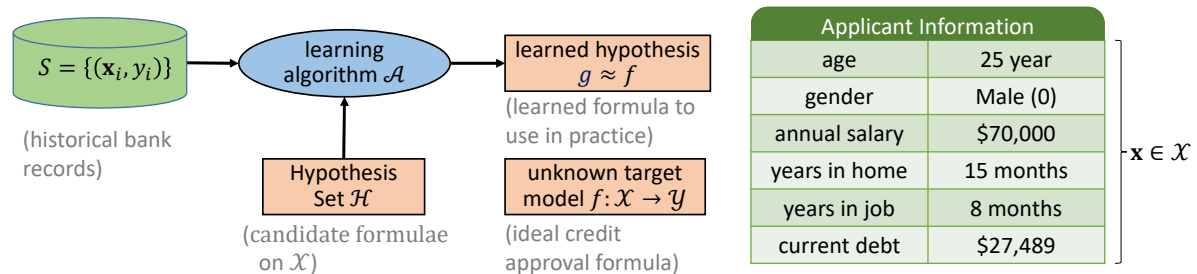 S = {(𝐱ᵢ, yᵢ)}
(historical bank
records)
learning
algorithm 𝒜
Hypothesis
Set ℋ
(candidate formulae
on 𝒳)
learned hypothesis
g ≈ f
(learned formula to
use in practice)
unknown target
model f: 𝒳 → 𝒴
(ideal credit
approval formula)
Applicant Information
age 25 year
gender Male (0)
annual salary $70,000
years in home 15 months
years in job 8 months
current debt $27,489
𝐱 ∈ 𝒳